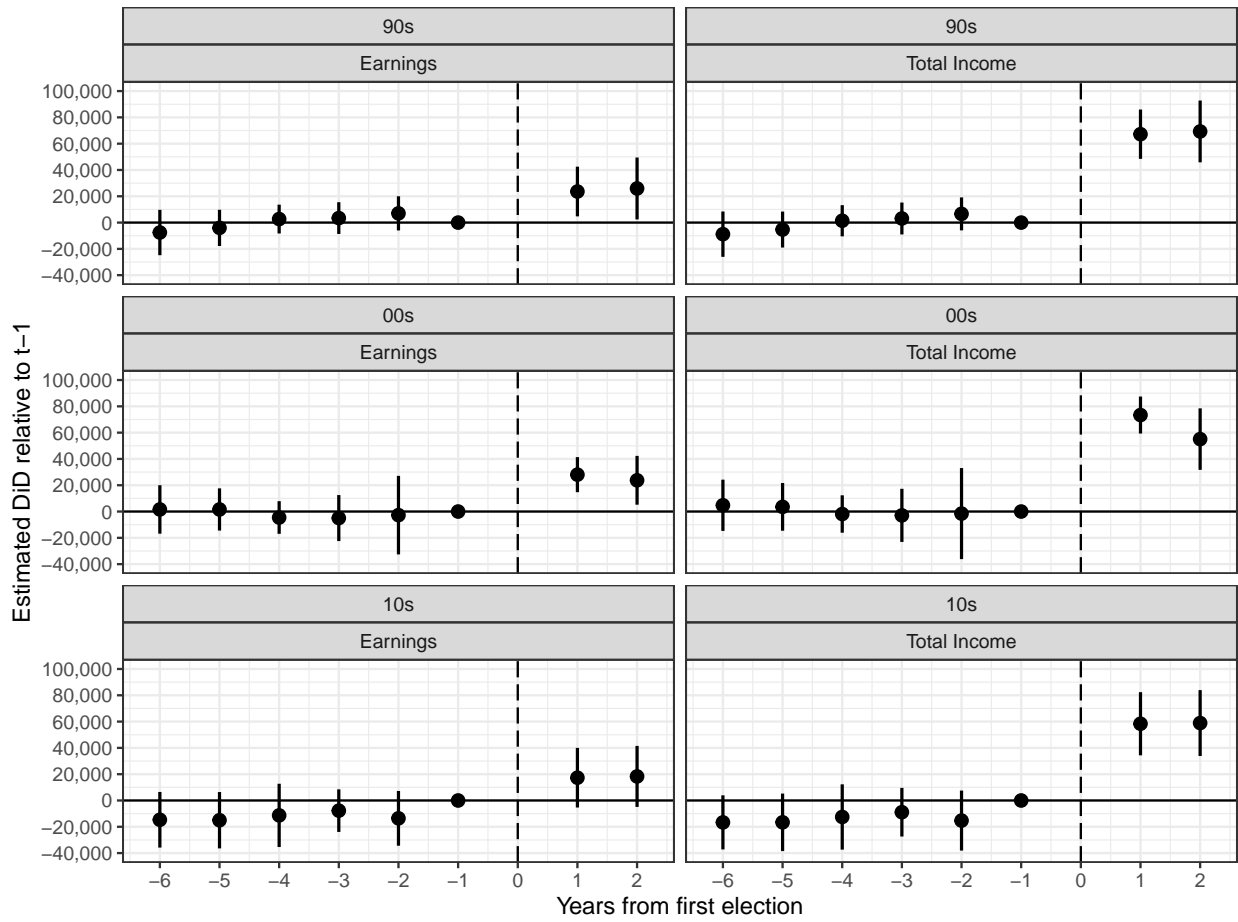 90s
90s
Earnings
Total Income
100,000
80,000
60,000
40,000
20,000
0
−20,000
−40,000
00s
00s
Earnings
Total Income
100,000
80,000
60,000
40,000
20,000
0
−20,000
−40,000
Estimated DiD relative to t−1
10s
10s
Earnings
Total Income
100,000
80,000
60,000
40,000
20,000
0
−20,000
−40,000
−6 −5 −4 −3 −2 −1 0 1 2
−6 −5 −4 −3 −2 −1 0 1 2
Years from first election